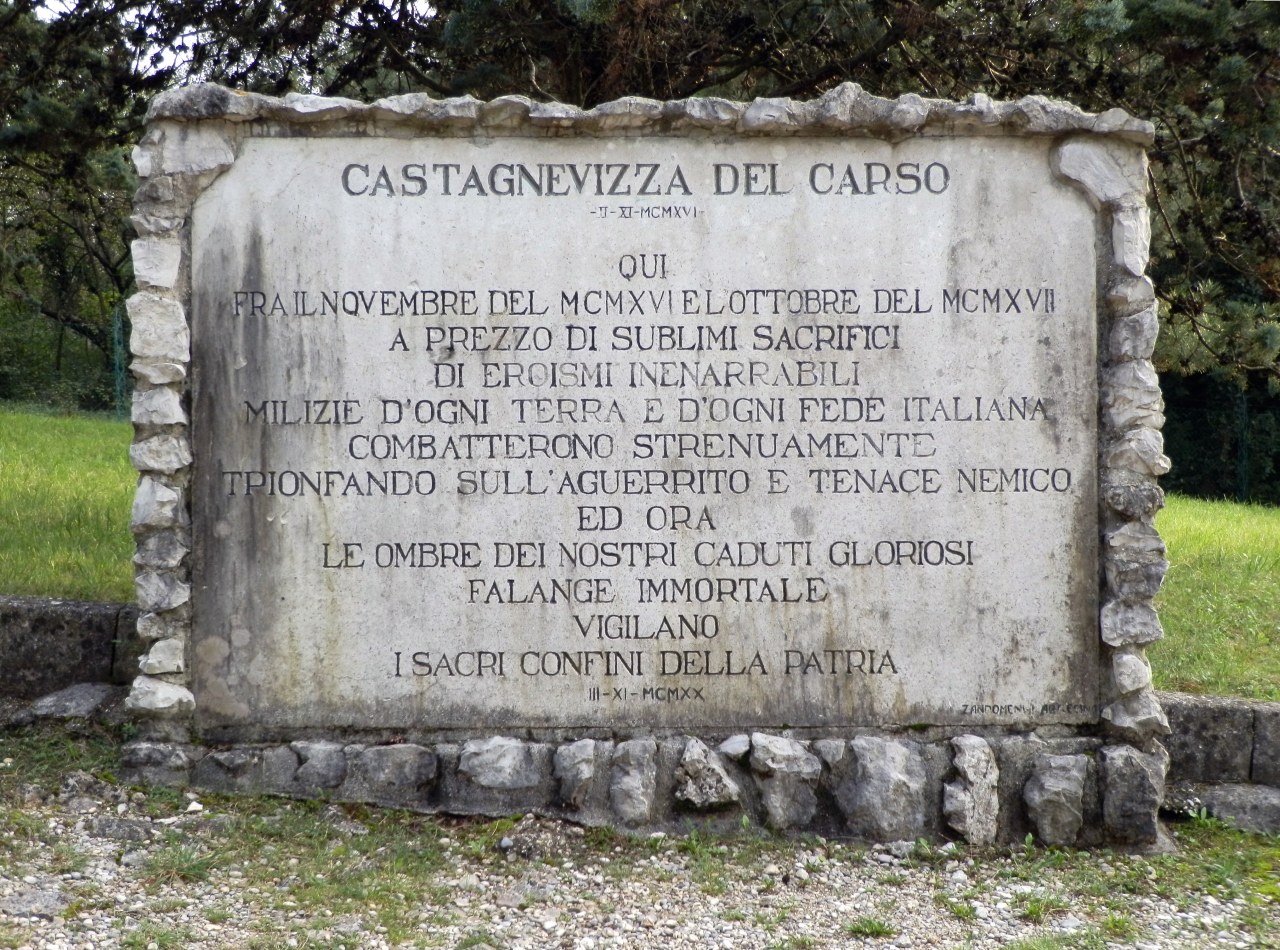 CASTAGNEVIZZA DEL CARSO
-II-XI-MCMXVI-
QUI
FRA IL NOVEMBRE DEL MCMXVI E L OTTOBRE DEL MCMXVII
A PREZZO DI SUBLIMI SACRIFICI
DI EROISMI INENARRABILI
MILIZIE D'OGNI TERRA E D'OGNI FEDE ITALIANA
COMBATTERONO STRENUAMENTE
TRIONFANDO SULL'AGUERRITO E TENACE NEMICO
ED ORA
LE OMBRE DEI NOSTRI CADUTI GLORIOSI
FALANGE IMMORTALE
VIGILANO
I SACRI CONFINI DELLA PATRIA
III-XI-MCMXX